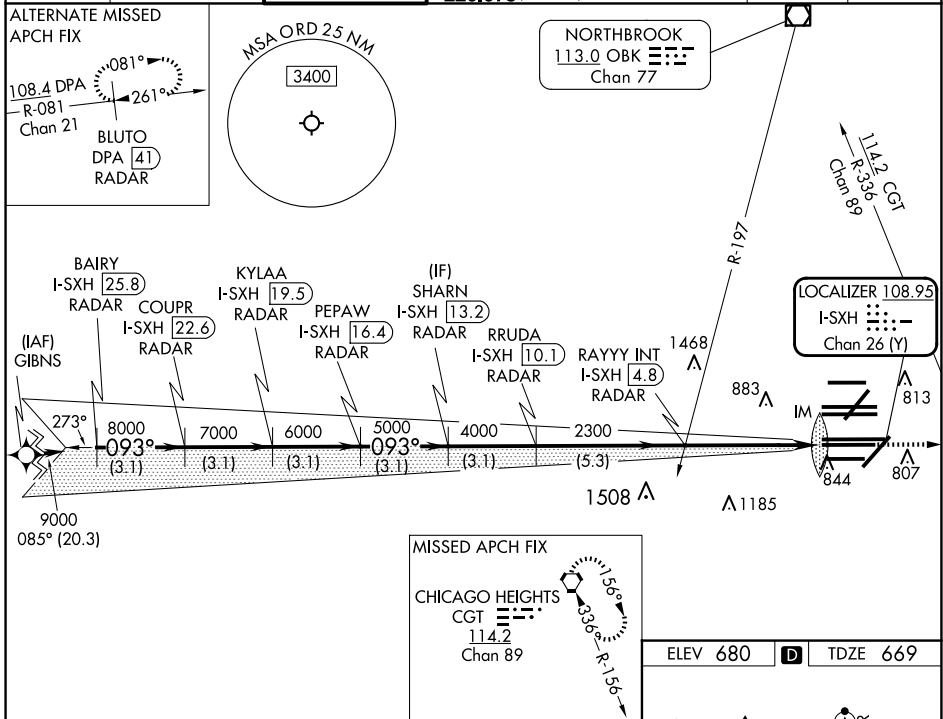 ALTERNATE MISSED
APCH FIX
081°
108.4 DPA
R-081
261°
Chan 21
BLUTO
DPA 41
RADAR
MSA ORD 25 NM
3400
NORTHBROOK
113.0 OBK
Chan 77
114.2 CGT
R-336
Chan 89
R-197
LOCALIZER 108.95
I-SXH
Chan 26 (Y)
BAIRY
I-SXH 25.8
RADAR
COUPR
I-SXH 22.6
RADAR
KYLAA
I-SXH 19.5
RADAR
PEPAW
I-SXH 16.4
RADAR
(IF)
SHARN
I-SXH 13.2
RADAR
RRUDA
I-SXH 10.1
RADAR
RAYYY INT
I-SXH 4.8
RADAR
(IAF)
GIBNS
1468
883
813
IM
273°
8000
7000
6000
5000
4000
2300
093°
093°
(3.1)
(3.1)
(3.1)
(3.1)
(3.1)
(5.3)
844
807
1508
1185
9000
085° (20.3)
MISSED APCH FIX
CHICAGO HEIGHTS
CGT
114.2
Chan 89
156°
336°
R-156
ELEV 680
D
TDZE 669